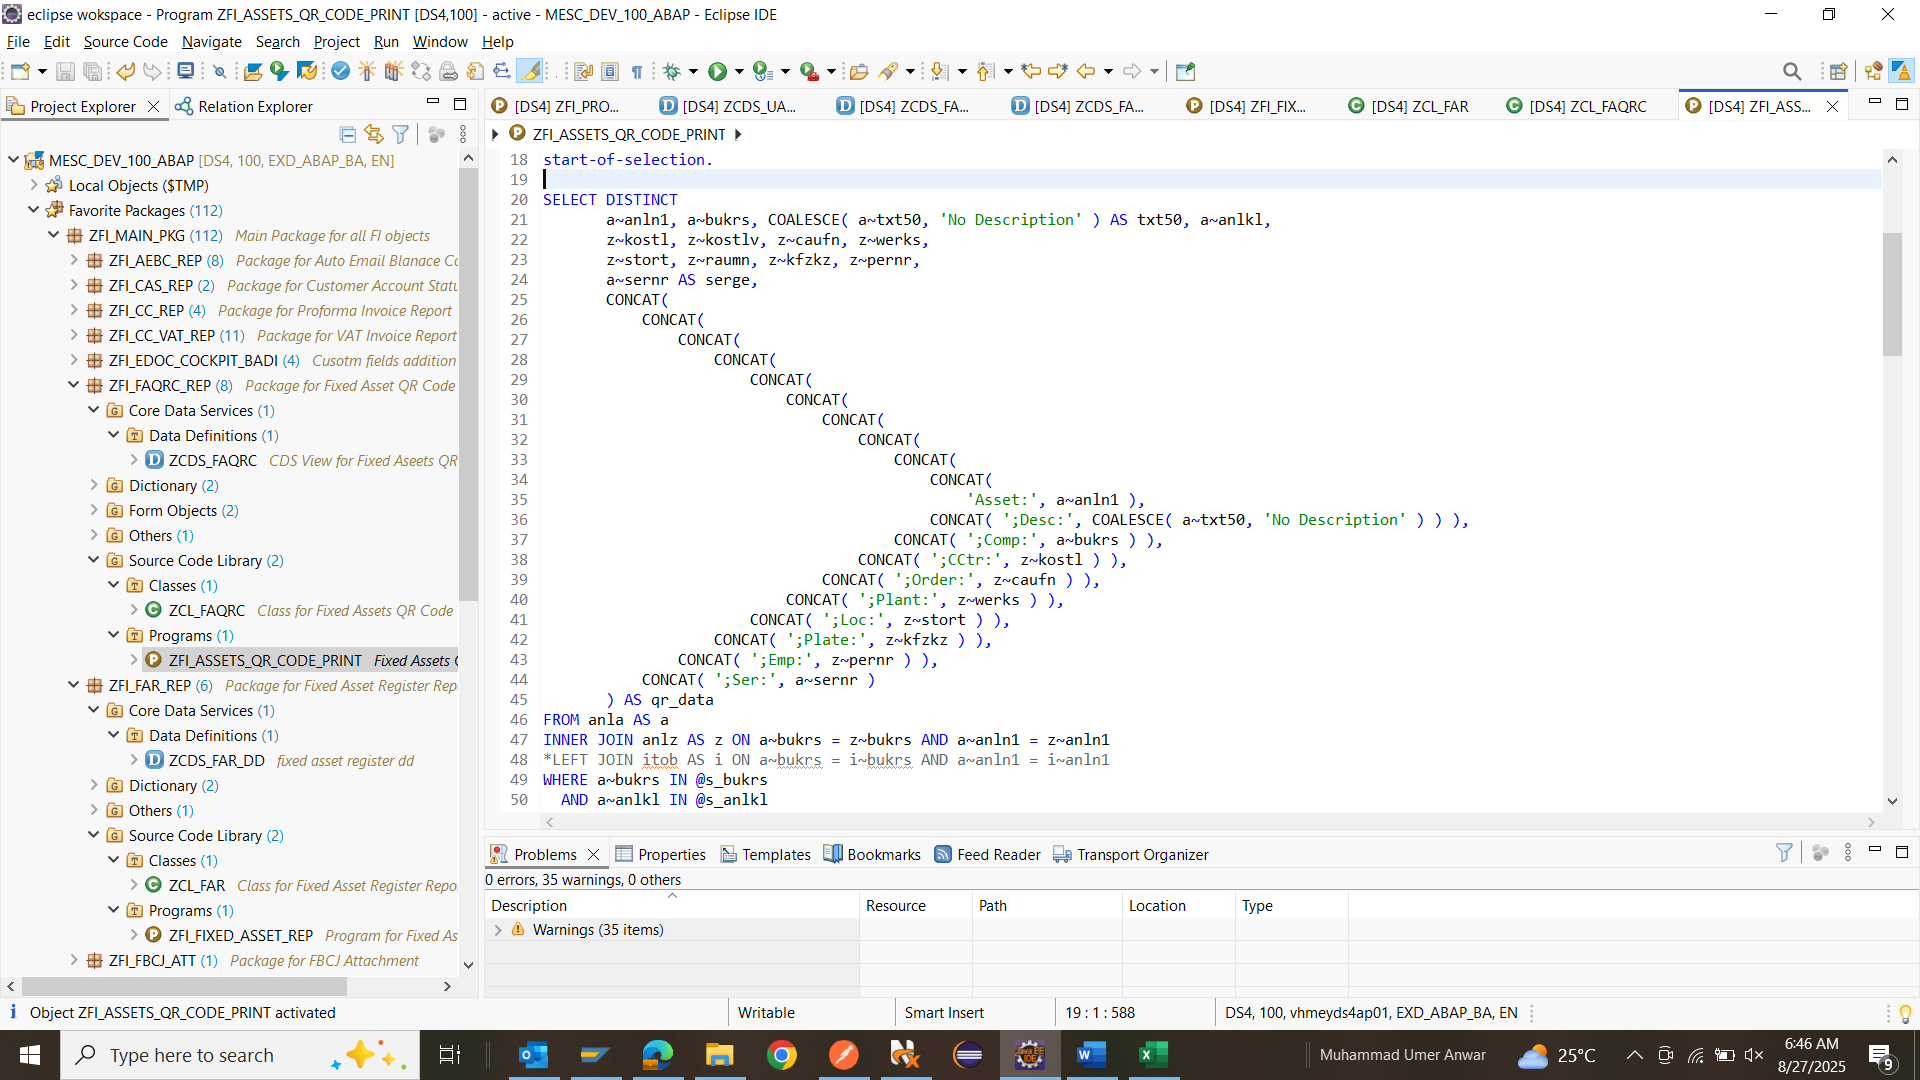 eclipse wokspace - Program ZFI_ASSETS_QR_CODE_PRINT [DS4,100] - active - MESC_DEV_100_ABAP - Eclipse IDE
File Edit Source Code Navigate Search Project Run Window Help
Project Explorer
Relation Explorer
[DS4] ZFI_PRO...
[DS4] ZCDS_UA...
[DS4] ZCDS_FA...
[DS4] ZCDS_FA...
[DS4] ZFI_FIX...
[DS4] ZCL_FAR
[DS4] ZCL_FAQRC
[DS4] ZFI_ASS...
ZFI_ASSETS_QR_CODE_PRINT
MESC_DEV_100_ABAP [DS4, 100, EXD_ABAP_BA, EN]
Local Objects ($TMP)
Favorite Packages (112)
ZFI_MAIN_PKG (112) Main Package for all FI objects
ZFI_AEBC_REP (8) Package for Auto Email Blanace Co
ZFI_CAS_REP (2) Package for Customer Account Statu
ZFI_CC_REP (4) Package for Proforma Invoice Report
ZFI_CC_VAT_REP (11) Package for VAT Invoice Report
ZFI_EDOC_COCKPIT_BADI (4) Cusotm fields addition
ZFI_FAQRC_REP (8) Package for Fixed Asset QR Code
Core Data Services (1)
Data Definitions (1)
ZCDS_FAQRC CDS View for Fixed Aseets QR
Dictionary (2)
Form Objects (2)
Others (1)
Source Code Library (2)
Classes (1)
ZCL_FAQRC Class for Fixed Assets QR Code
Programs (1)
ZFI_ASSETS_QR_CODE_PRINT Fixed Assets
ZFI_FAR_REP (6) Package for Fixed Asset Register Rep
Core Data Services (1)
Data Definitions (1)
ZCDS_FAR_DD fixed asset register dd
Dictionary (2)
Others (1)
Source Code Library (2)
Classes (1)
ZCL_FAR Class for Fixed Asset Register Repo
Programs (1)
ZFI_FIXED_ASSET_REP Program for Fixed As
ZFI_FBCJ_ATT (1) Package for FBCJ Attachment
18 start-of-selection.
19
20 SELECT DISTINCT
21 a~anln1, a~bukrs, COALESCE( a~txt50, 'No Description' ) AS txt50, a~anlkl,
22 z~kostl, z~kostlv, z~caufn, z~werks,
23 z~stort, z~raumn, z~kfzkz, z~pernr,
24 a~sernr AS serge,
25 CONCAT(
26 CONCAT(
27 CONCAT(
28 CONCAT(
29 CONCAT(
30 CONCAT(
31 CONCAT(
32 CONCAT(
33 CONCAT(
34 CONCAT(
35 'Asset:', a~anln1 ),
36 CONCAT( ';Desc:', COALESCE( a~txt50, 'No Description' ) ) ),
37 CONCAT( ';Comp:', a~bukrs ) ),
38 CONCAT( ';CCtr:', z~kostl ) ),
39 CONCAT( ';Order:', z~caufn ) ),
40 CONCAT( ';Plant:', z~werks ) ),
41 CONCAT( ';Loc:', z~stort ) ),
42 CONCAT( ';Plate:', z~kfzkz ) ),
43 CONCAT( ';Emp:', z~pernr ) ),
44 CONCAT( ';Ser:', a~sernr )
45 ) AS qr_data
46 FROM anla AS a
47 INNER JOIN anlz AS z ON a~bukrs = z~bukrs AND a~anln1 = z~anln1
48 *LEFT JOIN itob AS i ON a~bukrs = i~bukrs AND a~anln1 = i~anln1
49 WHERE a~bukrs IN @s_bukrs
50 AND a~anlkl IN @s_anlkl
Problems
Properties
Templates
Bookmarks
Feed Reader
Transport Organizer
0 errors, 35 warnings, 0 others
Description Resource Path Location Type
Warnings (35 items)
Object ZFI_ASSETS_QR_CODE_PRINT activated
Writable
Smart Insert
19 : 1 : 588
DS4, 100, vhmeyds4ap01, EXD_ABAP_BA, EN
Type here to search
Java EE
IDE
Muhammad Umer Anwar
25°C
6:46 AM
8/27/2025
9